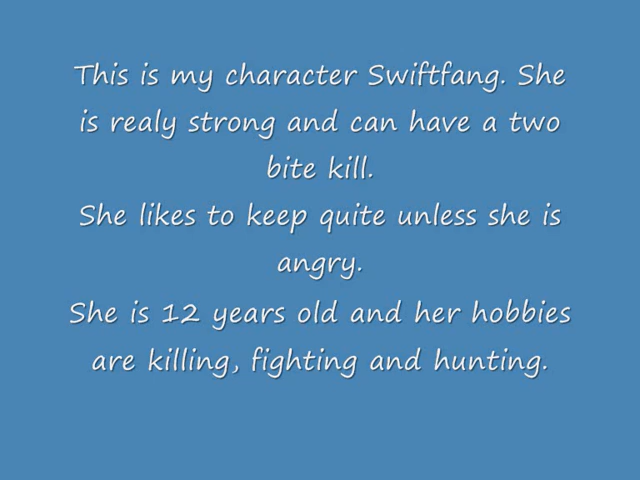 This is my character Swiftfang. She
is realy strong and can have a two
bite kill.
She likes to keep quite unless she is
angry.
She is 12 years old and her hobbies
are killing, fighting and hunting.